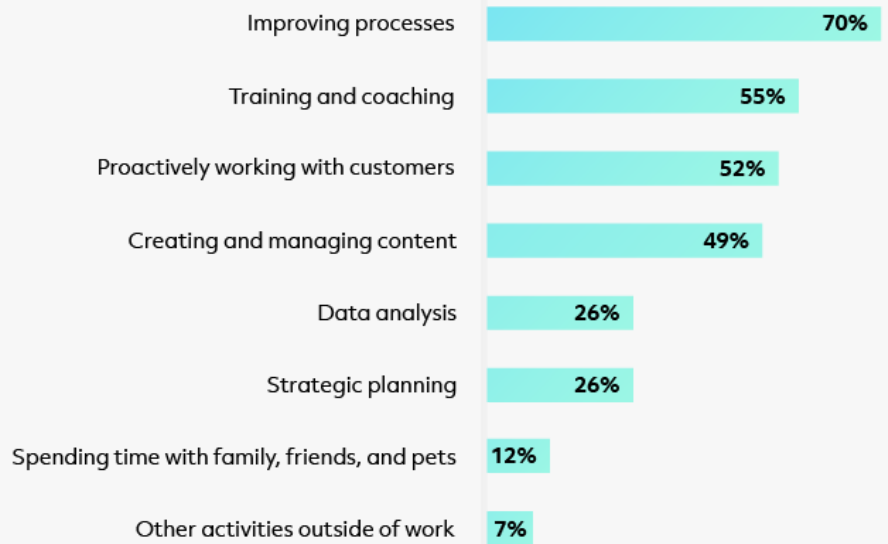 Improving processes 70%
Training and coaching 55%
Proactively working with customers 52%
Creating and managing content 49%
Data analysis 26%
Strategic planning 26%
Spending time with family, friends, and pets 12%
Other activities outside of work 7%